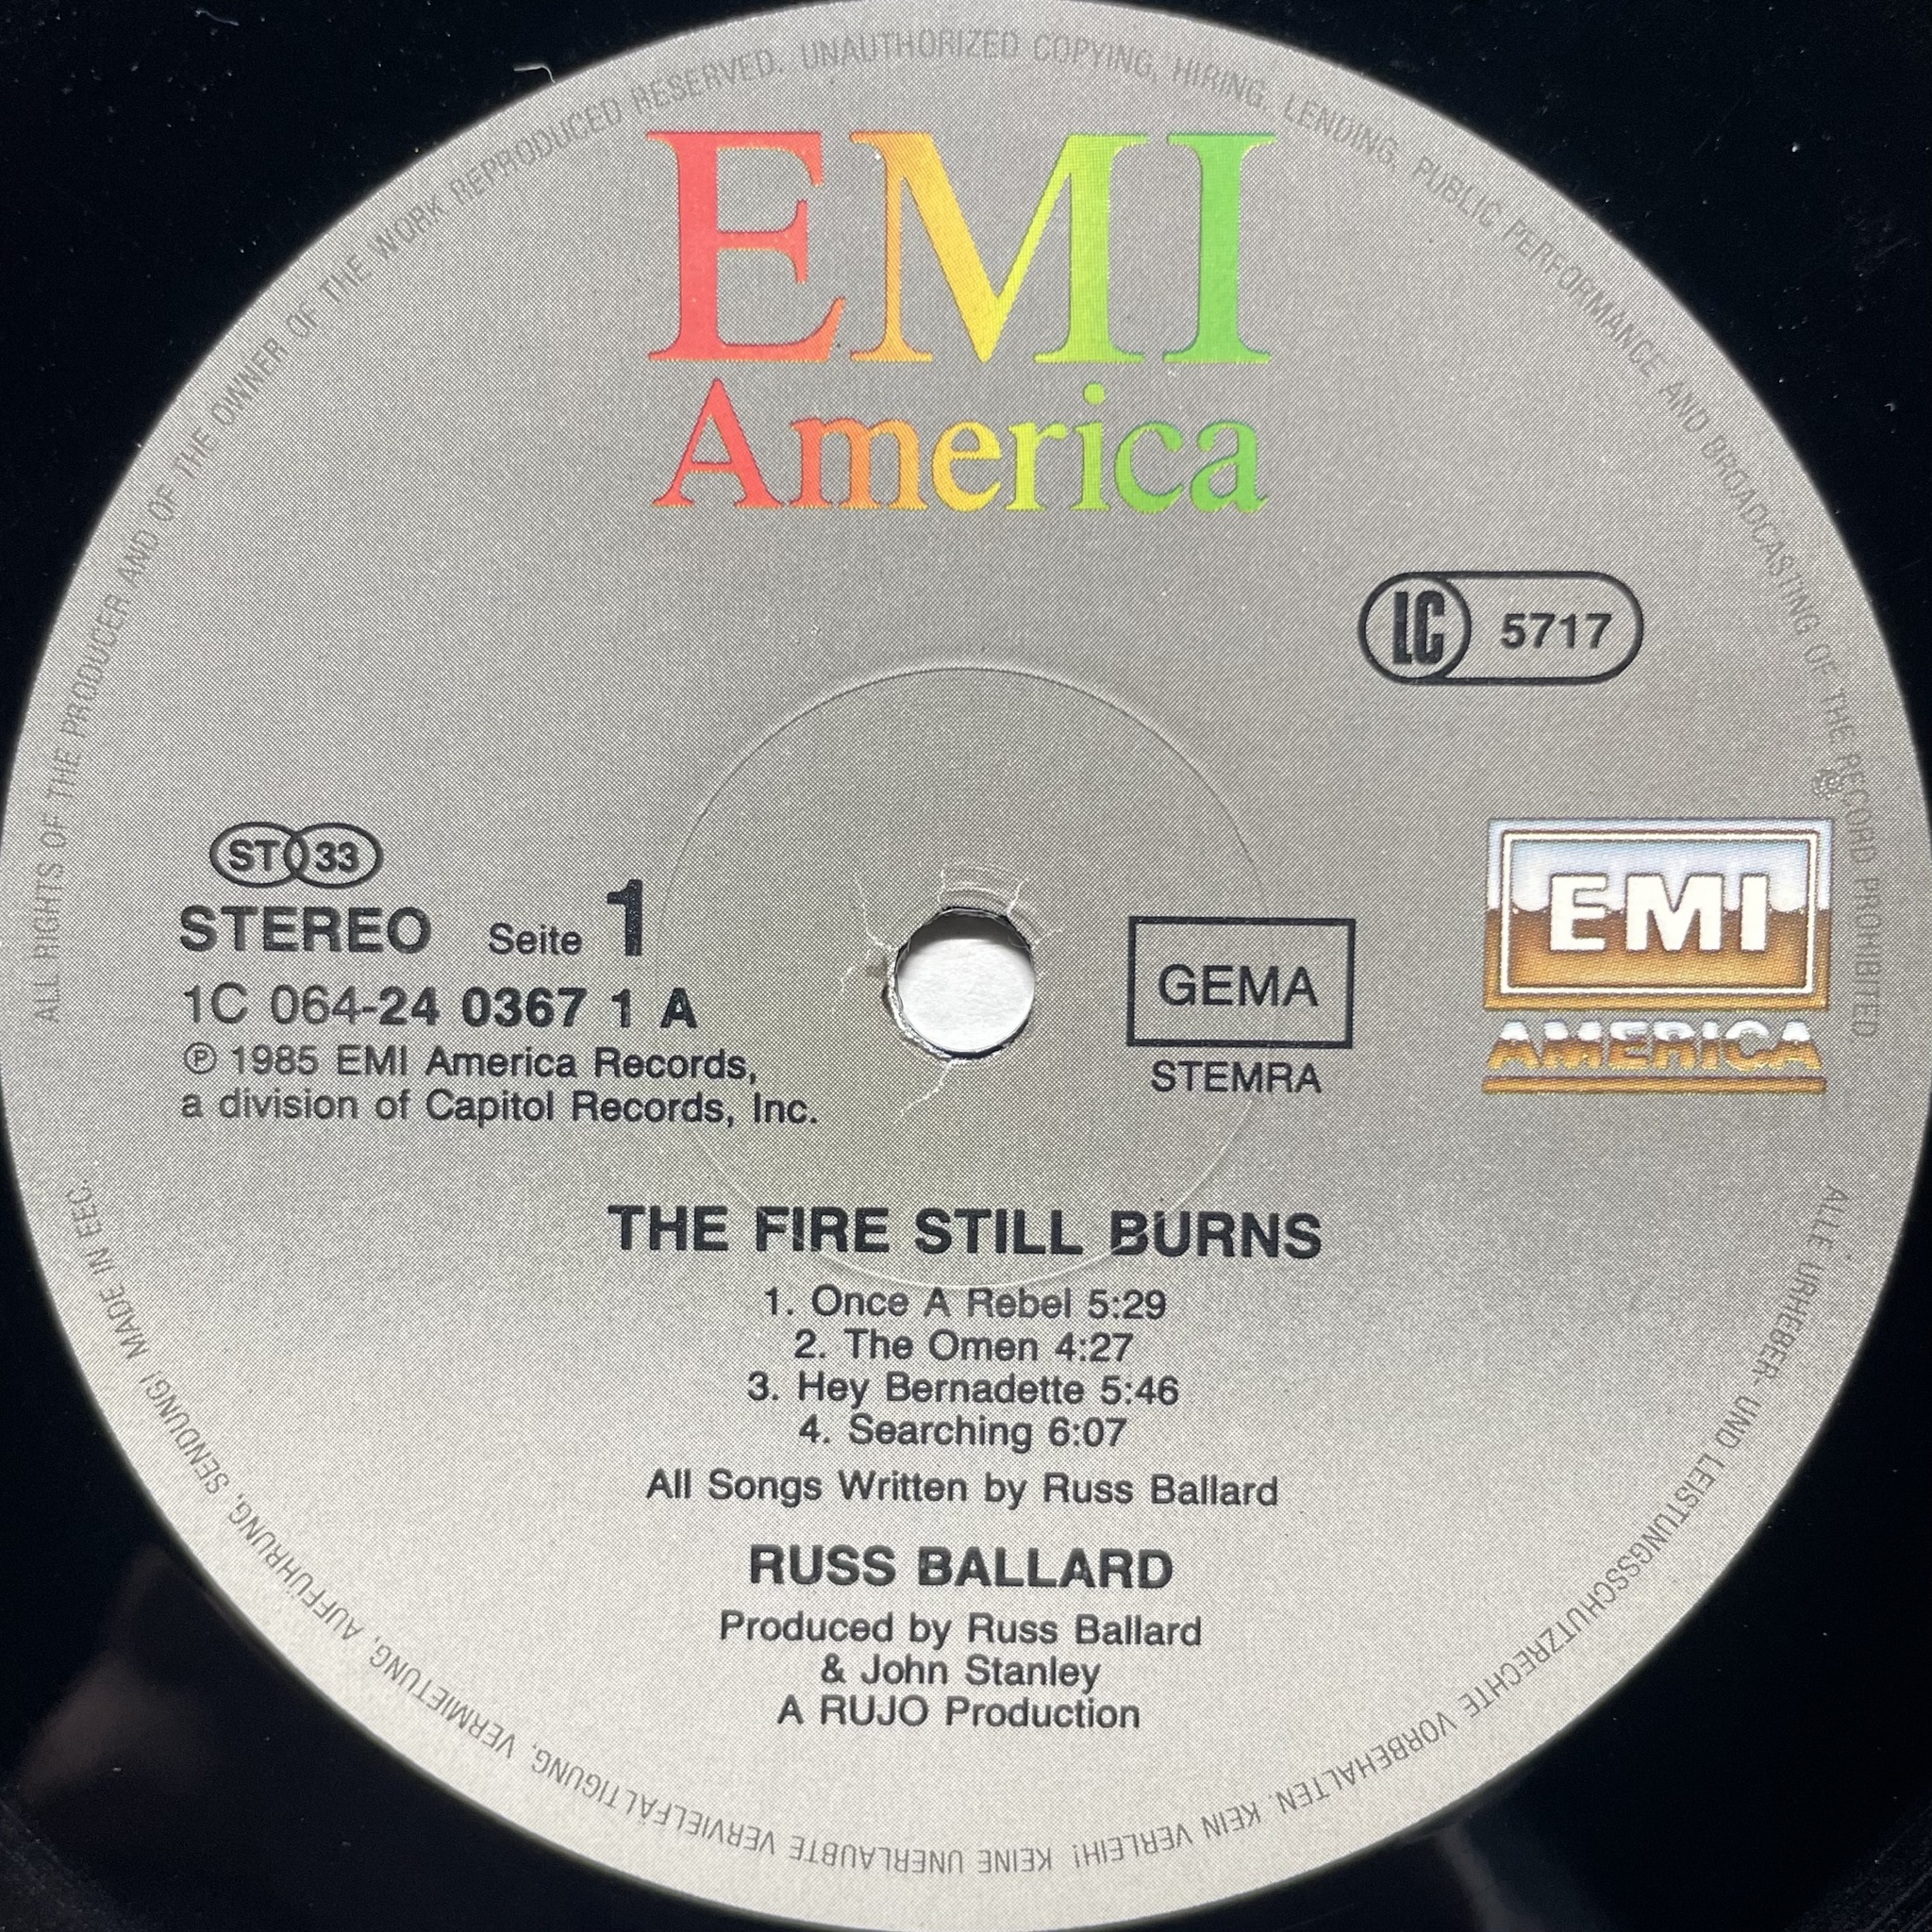 ALL RIGHTS OF THE PRODUCER AND OF THE OWNER OF THE WORK REPRODUCED RESERVED. UNAUTHORIZED COPYING, HIRING, LENDING, PUBLIC PERFORMANCE AND BROADCASTING OF THE RECORD PROHIBITED
EMI
America
LC 5717
ST 33
STEREO Seite 1
1C 064-24 0367 1 A
℗ 1985 EMI America Records,
a division of Capitol Records, Inc.
GEMA
STEMRA
EMI
AMERICA
THE FIRE STILL BURNS
1. Once A Rebel 5:29
2. The Omen 4:27
3. Hey Bernadette 5:46
4. Searching 6:07
All Songs Written by Russ Ballard
RUSS BALLARD
Produced by Russ Ballard
& John Stanley
A RUJO Production
ALLE URHEBER- UND LEISTUNGSSCHUTZRECHTE VORBEHALTEN. KEIN VERLEIH! KEINE UNERLAUBTE VERVIELFÄLTIGUNG, VERMIETUNG, AUFFÜHRUNG, SENDUNG! MADE IN EEC.